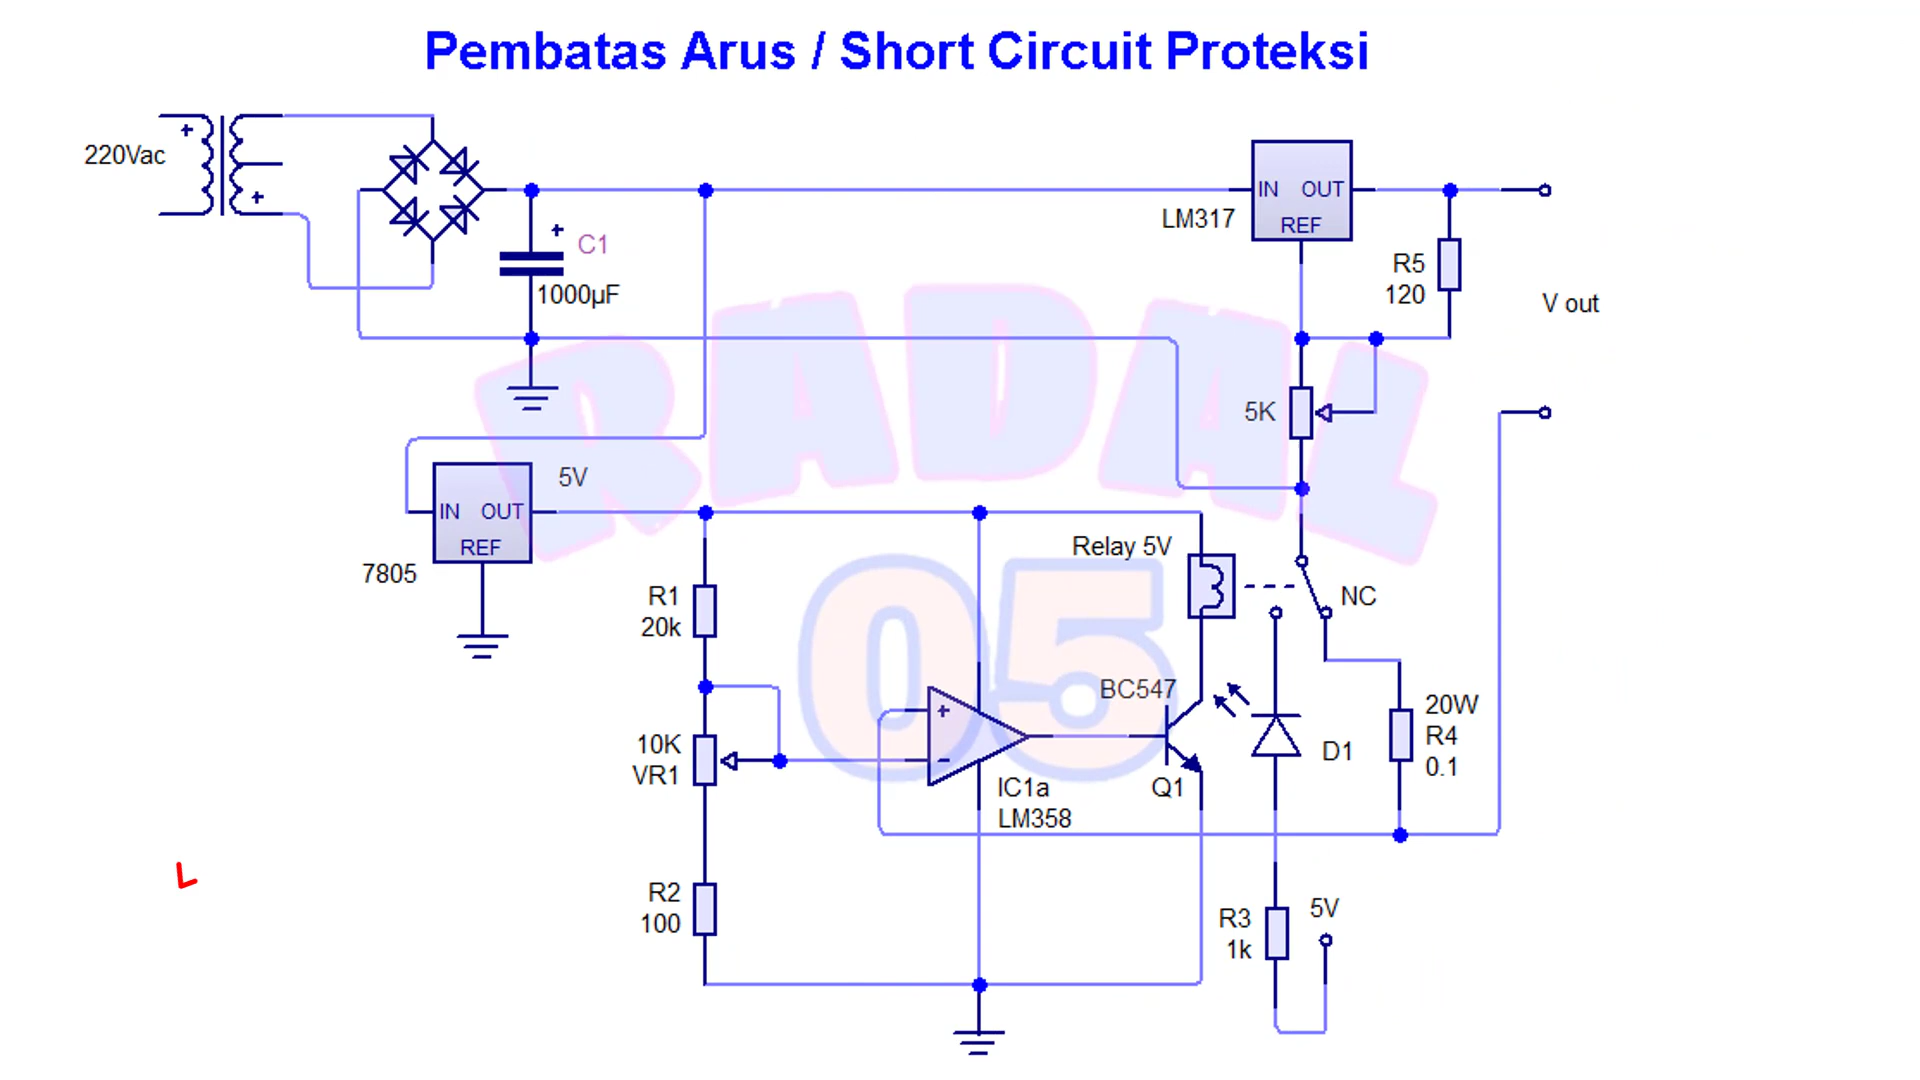 Pembatas Arus / Short Circuit Proteksi
220Vac
+
+
+
C1
1000µF
IN OUT
REF
LM317
R5
120
V out
5K
5V
IN OUT
REF
7805
Relay 5V
NC
R1
20k
BC547
20W
R4
0.1
10K
VR1
+
-
D1
Q1
IC1a
LM358
R2
100
R3
1k
5V
RADAL
05